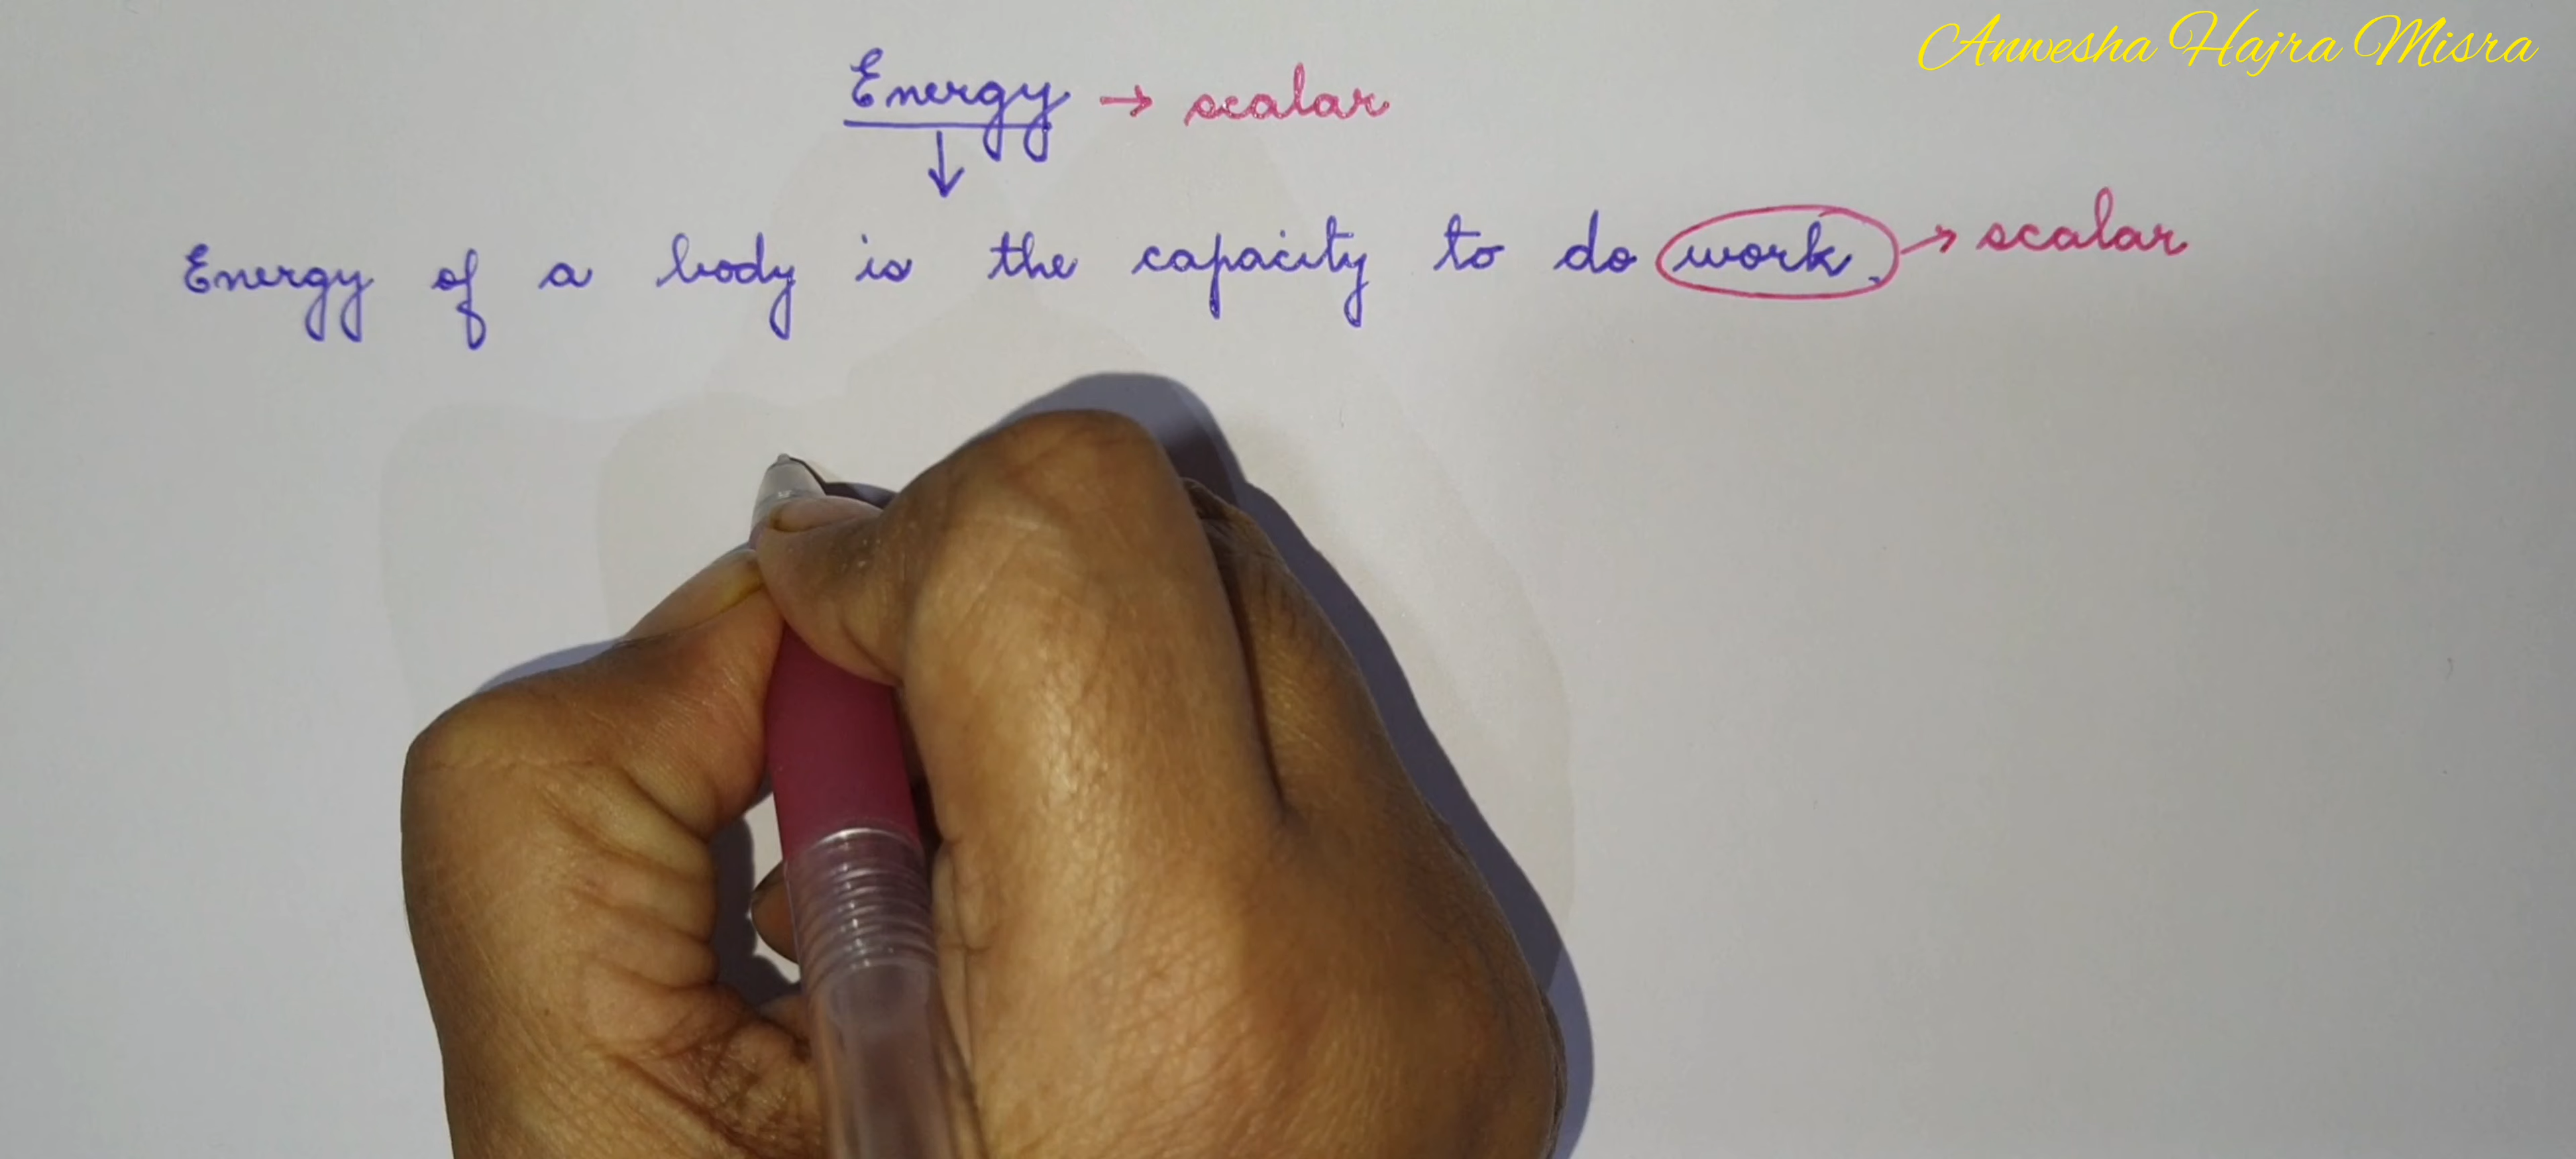 Anwesha Hajra Misra
Energy → scalar
↓
Energy of a body is the capacity to do work. → scalar